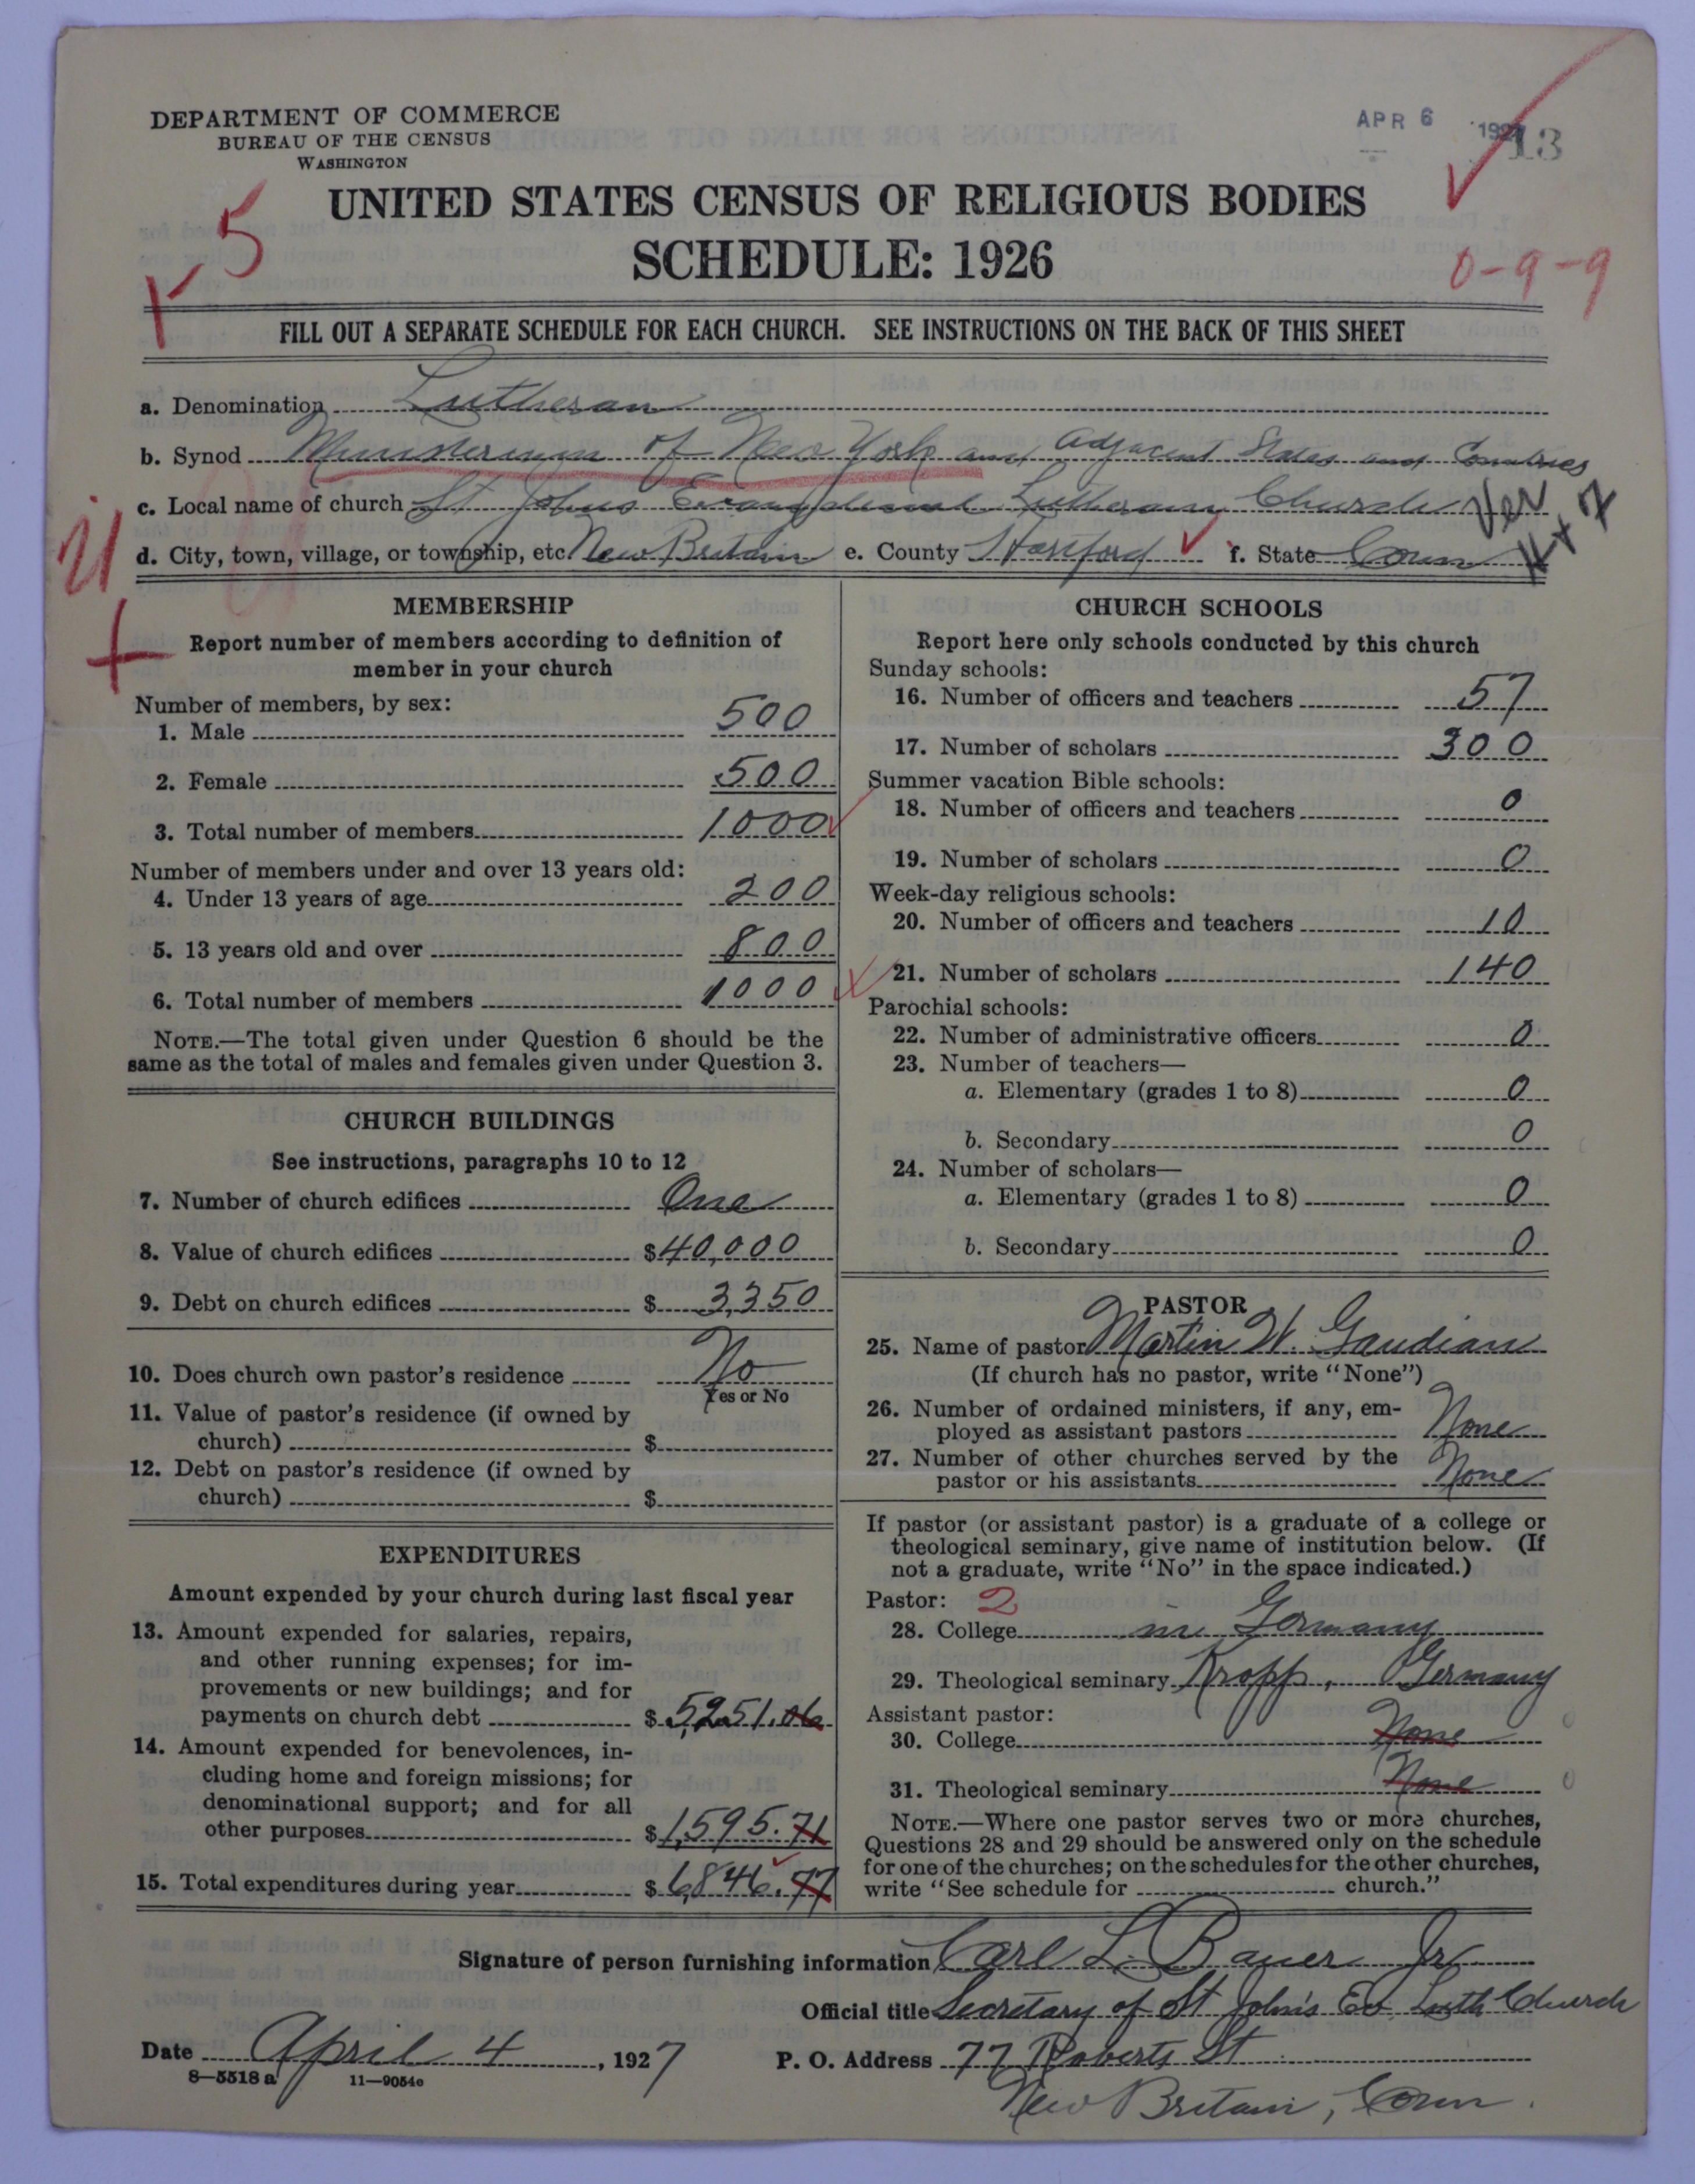 DEPARTMENT OF COMMERCE
BUREAU OF THE CENSUS
WASHINGTON
APR 6 1927
13
UNITED STATES CENSUS OF RELIGIOUS BODIES
SCHEDULE: 1926
5
0-9-9
FILL OUT A SEPARATE SCHEDULE FOR EACH CHURCH. SEE INSTRUCTIONS ON THE BACK OF THIS SHEET
a. Denomination Lutheran
b. Synod Ministerium of New York and Adjacent States and Countries
c. Local name of church St Johns Evangelical Lutheran Church
Ver
d. City, town, village, or township, etc. New Britain e. County Hartford f. State Conn
MEMBERSHIP
Report number of members according to definition of
member in your church
Number of members, by sex:
1. Male 500
2. Female 500
3. Total number of members 1000
Number of members under and over 13 years old:
4. Under 13 years of age 200
5. 13 years old and over 800
6. Total number of members 1000
NOTE.—The total given under Question 6 should be the
same as the total of males and females given under Question 3.
CHURCH BUILDINGS
See instructions, paragraphs 10 to 12
7. Number of church edifices One
8. Value of church edifices $40,000
9. Debt on church edifices $3,350
10. Does church own pastor's residence No
Yes or No
11. Value of pastor's residence (if owned by
church) $
12. Debt on pastor's residence (if owned by
church) $
EXPENDITURES
Amount expended by your church during last fiscal year
13. Amount expended for salaries, repairs,
and other running expenses; for im-
provements or new buildings; and for
payments on church debt $5,251.06
14. Amount expended for benevolences, in-
cluding home and foreign missions; for
denominational support; and for all
other purposes $1,595.71
15. Total expenditures during year $6,846.77
CHURCH SCHOOLS
Report here only schools conducted by this church
Sunday schools:
16. Number of officers and teachers 57
17. Number of scholars 300
Summer vacation Bible schools:
18. Number of officers and teachers 0
19. Number of scholars 0
Week-day religious schools:
20. Number of officers and teachers 10
21. Number of scholars 140
Parochial schools:
22. Number of administrative officers 0
23. Number of teachers—
a. Elementary (grades 1 to 8) 0
b. Secondary 0
24. Number of scholars—
a. Elementary (grades 1 to 8) 0
b. Secondary 0
PASTOR
25. Name of pastor Martin W. Gaudian
(If church has no pastor, write "None")
26. Number of ordained ministers, if any, em-
ployed as assistant pastors None
27. Number of other churches served by the
pastor or his assistants None
If pastor (or assistant pastor) is a graduate of a college or
theological seminary, give name of institution below. (If
not a graduate, write "No" in the space indicated.)
Pastor: 2
28. College in Germany
29. Theological seminary Kropp, Germany
Assistant pastor:
30. College None
31. Theological seminary None
NOTE.—Where one pastor serves two or more churches,
Questions 28 and 29 should be answered only on the schedule
for one of the churches; on the schedules for the other churches,
write "See schedule for church."
Signature of person furnishing information Carl L. Bauer Jr
Official title Secretary of St John's Ev. Luth Church
Date April 4, 1927 P. O. Address 77 Roberts St
8—5518 a 11—9054c
New Britain, Conn.